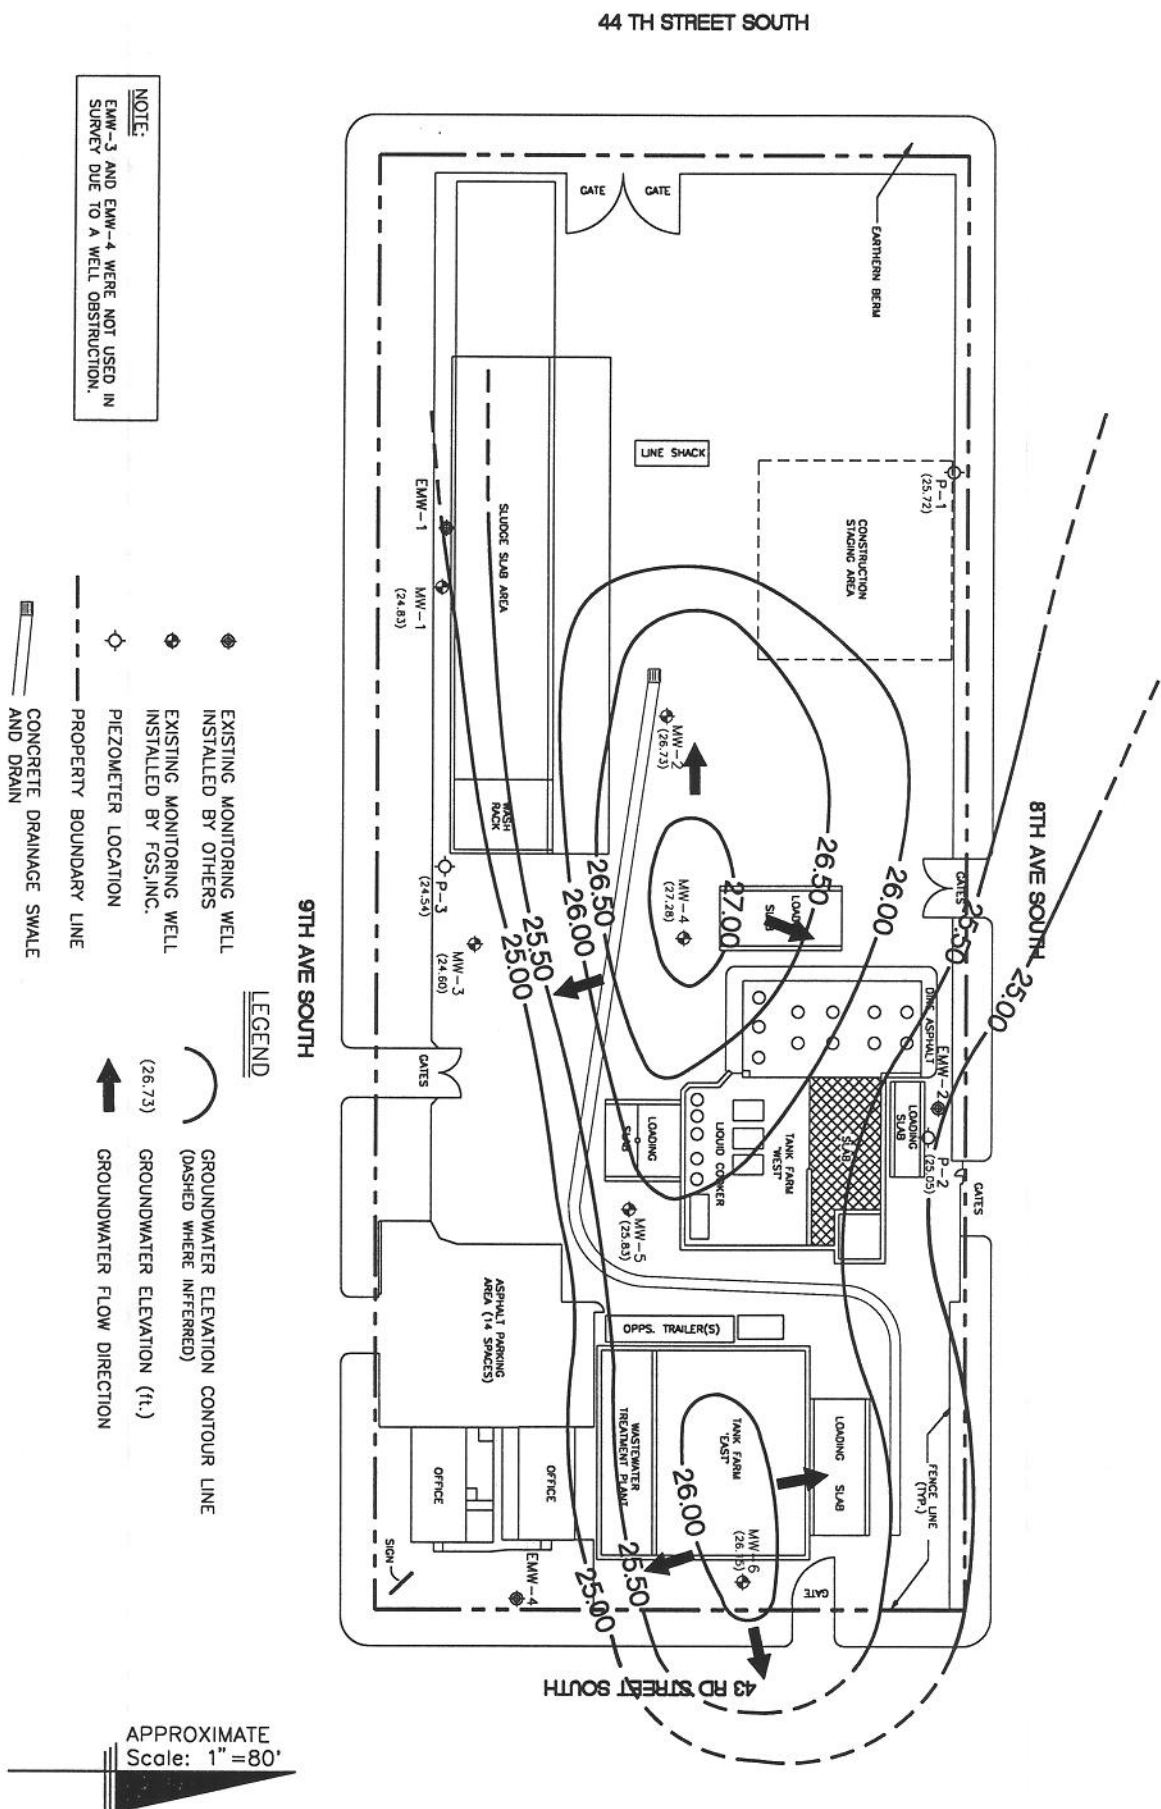 44 TH STREET SOUTH
NOTE:
EMW-3 AND EMW-4 WERE NOT USED IN
SURVEY DUE TO A WELL OBSTRUCTION.
GATE
GATE
EARTHERN BERM
LINE SHACK
P-1
(25.72)
CONSTRUCTION
STAGING AREA
SLUDGE SLAB AREA
EMW-1
MW-1
(24.83)
MW-2
(26.73)
WASH
RACK
P-3
(24.54)
MW-3
(24.60)
MW-4
(27.28)
27.00
26.50
26.00
25.50
25.00
26.50
26.00
25.50
25.00
LOADING
SLAB
8TH AVE SOUTH
GATES
9TH AVE SOUTH
GATES
EMW-2
P-2
(25.05)
LOADING
SLAB
GATES
SLAB
TANK FARM
"WEST"
LIQUID COOKER
LOADING
SLAB
MW-5
(25.83)
OPPS. TRAILER(S)
ASPHALT PARKING
AREA (14 SPACES)
TANK FARM
"EAST"
WASTEWATER
TREATMENT PLANT
LOADING SLAB
FENCE LINE
(TYP.)
OFFICE
OFFICE
SIGN
EMW-4
26.00
MW-6
(26.15)
25.50
25.00
GATE
43 RD STREET SOUTH
LEGEND
EXISTING MONITORING WELL
INSTALLED BY OTHERS
EXISTING MONITORING WELL
INSTALLED BY FGS,INC.
PIEZOMETER LOCATION
PROPERTY BOUNDARY LINE
CONCRETE DRAINAGE SWALE
AND DRAIN
GROUNDWATER ELEVATION CONTOUR LINE
(DASHED WHERE INFERRED)
(26.73) GROUNDWATER ELEVATION (ft.)
GROUNDWATER FLOW DIRECTION
APPROXIMATE
Scale: 1"=80'